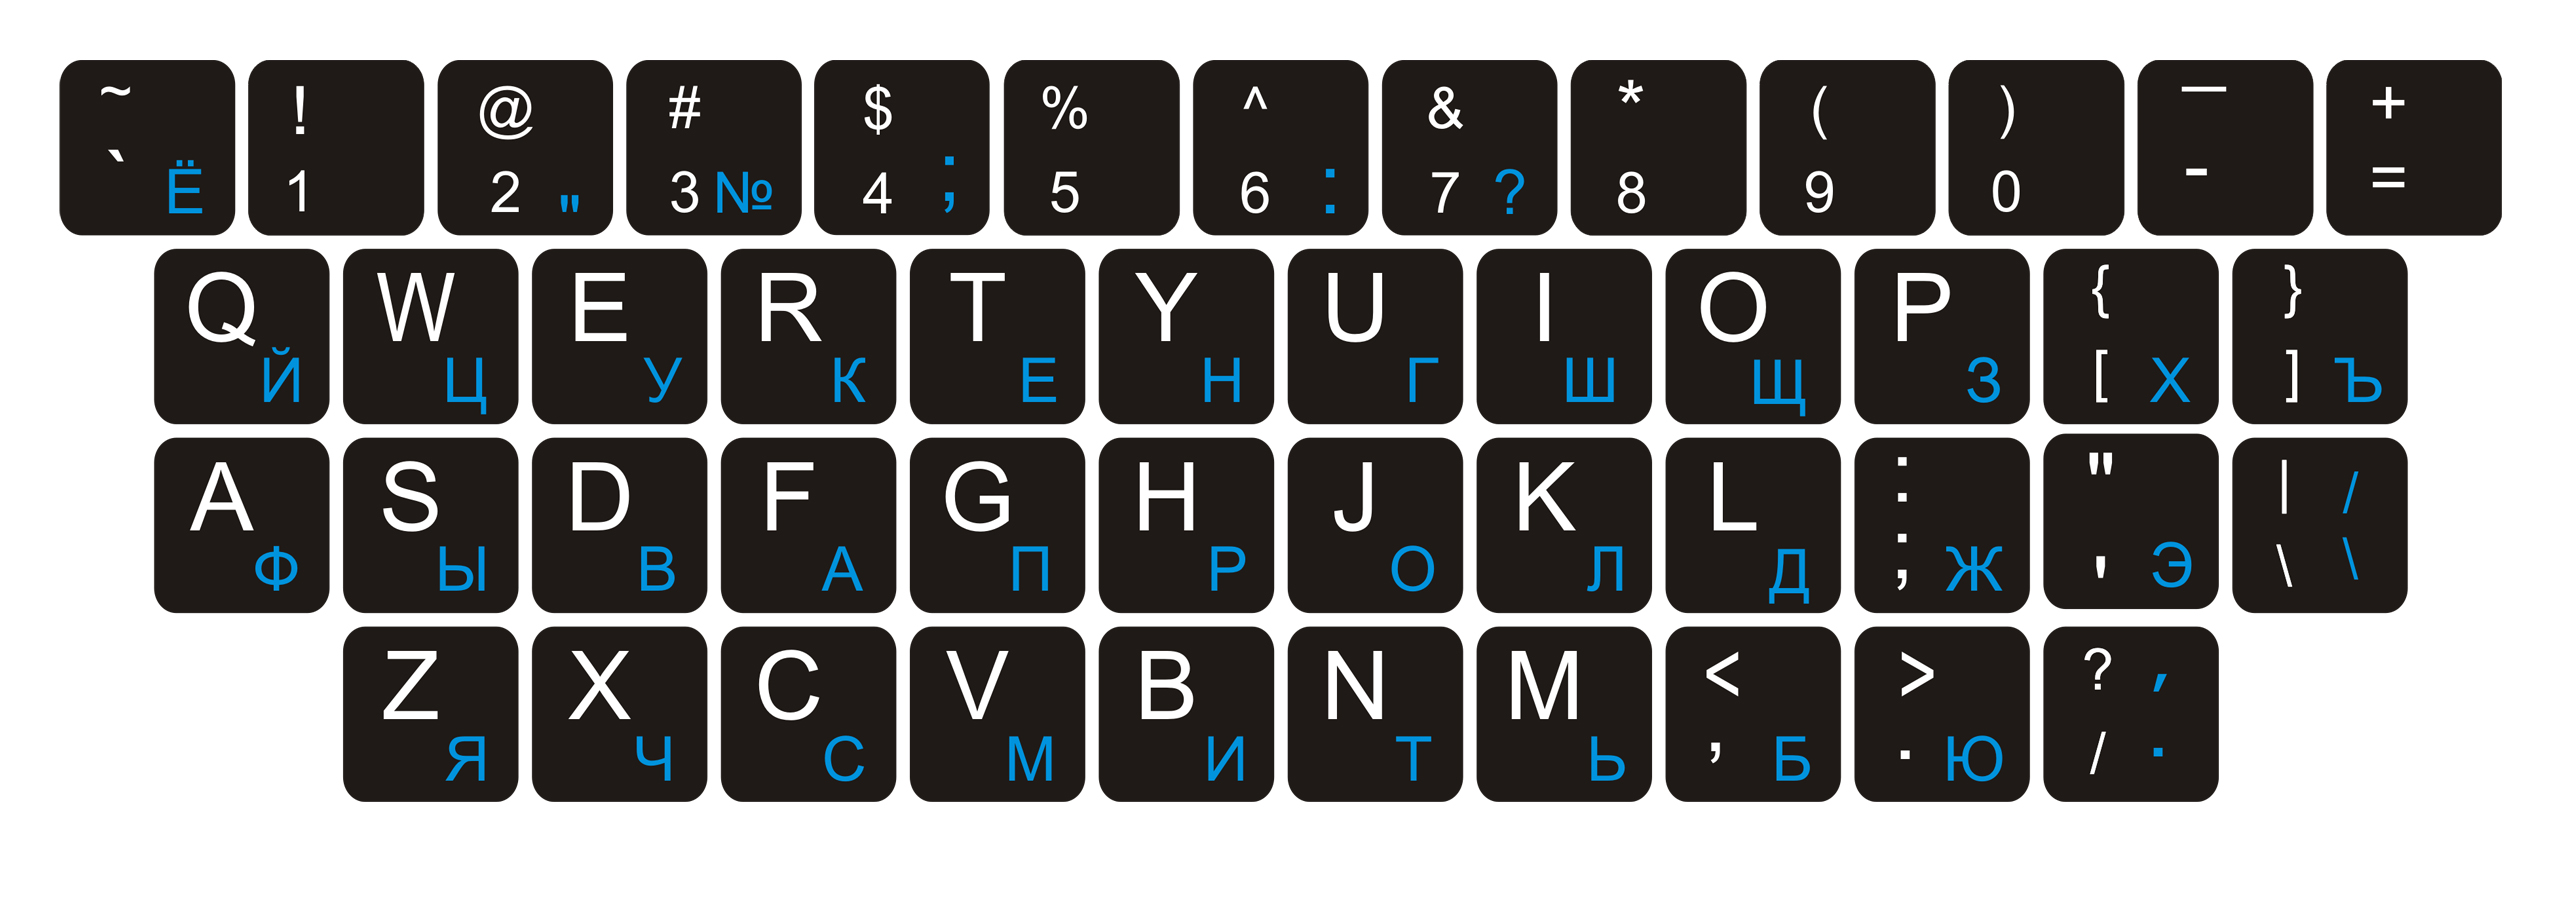 ~ ! @ # $ % ^ & * ( ) — +
` Ё 1 2 " 3 № 4 ; 5 6 : 7 ? 8 9 0 - =
Q W E R T Y U I O P { }
Й Ц У К Е Н Г Ш Щ З [ Х ] Ъ
A S D F G H J K L : " | /
Ф Ы В А П Р О Л Д ; Ж ' Э \ \
Z X C V B N M < > ? ,
Я Ч С М И Т Ь , Б . Ю / .